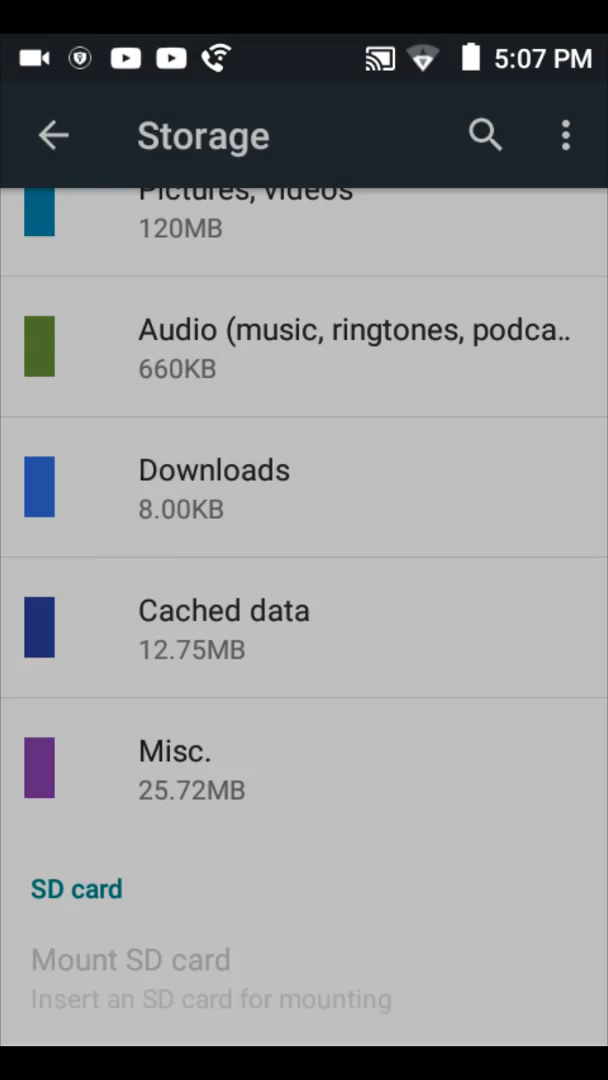 5:07 PM
Storage
Pictures, videos
120MB
Audio (music, ringtones, podca..
660KB
Downloads
8.00KB
Cached data
12.75MB
Misc.
25.72MB
SD card
Mount SD card
Insert an SD card for mounting